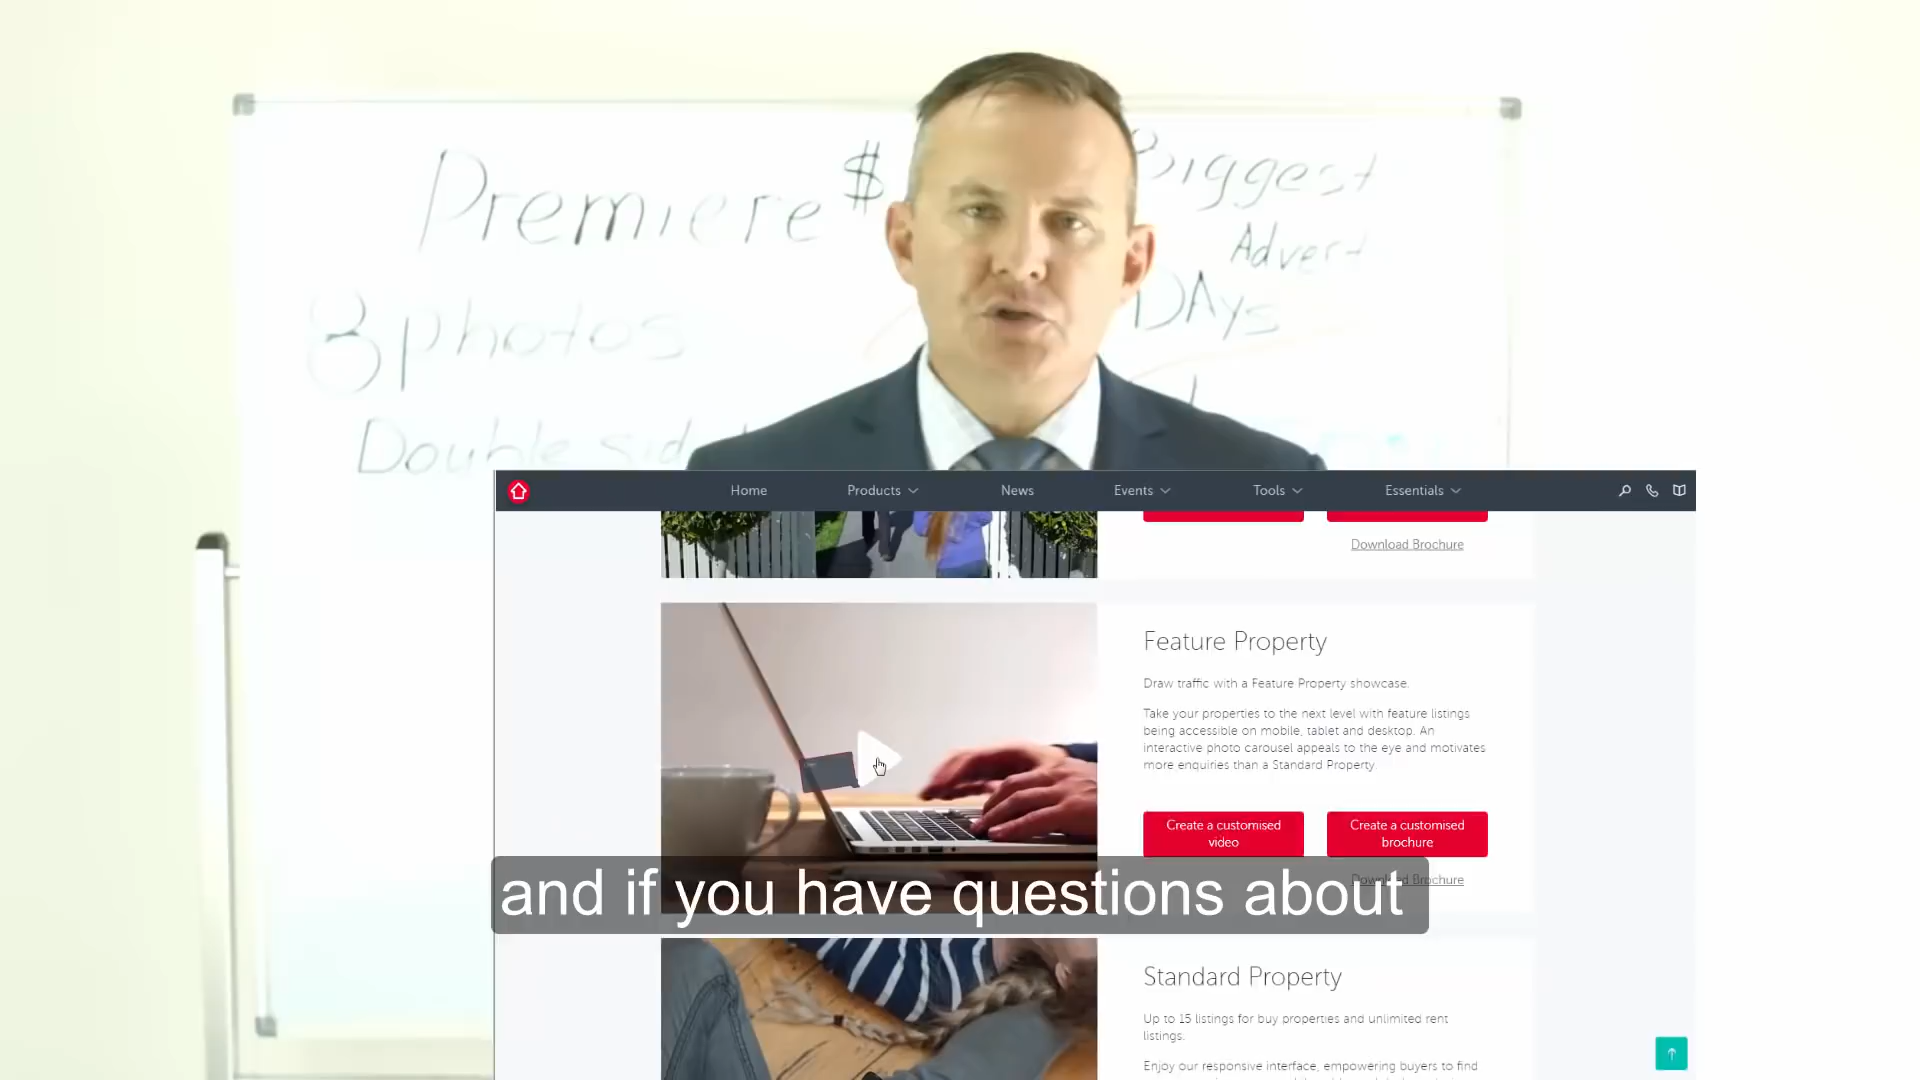 Premiere $
Biggest
Advert
8 photos
DAys
Double sid
Home
Products
News
Events
Tools
Essentials
Download Brochure
Feature Property
Draw traffic with a Feature Property showcase.
Take your properties to the next level with feature listings
being accessible on mobile, tablet and desktop. An
interactive photo carousel appeals to the eye and motivates
more enquiries than a Standard Property.
Create a customised
video
Create a customised
brochure
Download Brochure
and if you have questions about
Standard Property
Up to 15 listings for buy properties and unlimited rent
listings.
Enjoy our responsive interface, empowering buyers to find